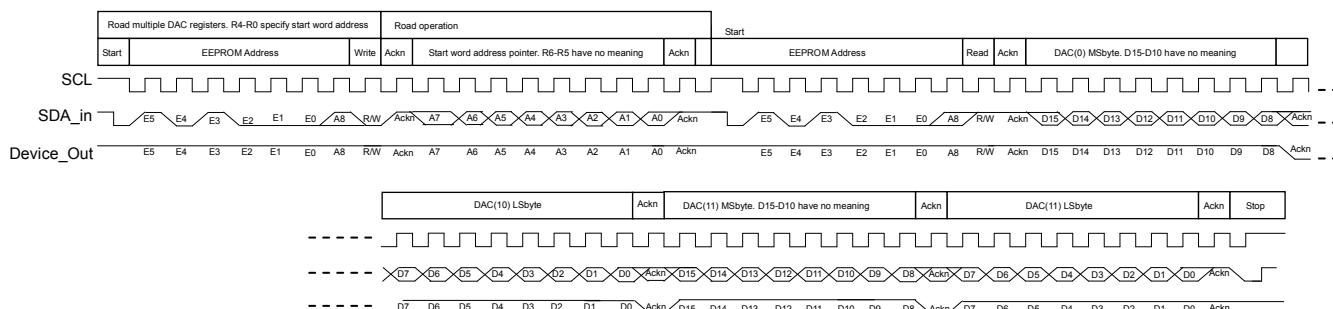 Road multiple DAC registers. R4-R0 specify start word address Road operation
Start
Start EEPROM Address Write Ackn Start word address pointer. R6-R5 have no meaning Ackn EEPROM Address Read Ackn DAC(0) MSbyte. D15-D10 have no meaning
SCL
SDA_in E5 E4 E3 E2 E1 E0 A8 R/W Ackn A7 A6 A5 A4 A3 A2 A1 A0 Ackn E5 E4 E3 E2 E1 E0 A8 R/W Ackn D15 D14 D13 D12 D11 D10 D9 D8 Ackn
Device_Out E5 E4 E3 E2 E1 E0 A8 R/W Ackn A7 A6 A5 A4 A3 A2 A1 A0 Ackn E5 E4 E3 E2 E1 E0 A8 R/W Ackn D15 D14 D13 D12 D11 D10 D9 D8 Ackn
DAC(10) LSbyte Ackn DAC(11) MSbyte. D15-D10 have no meaning Ackn DAC(11) LSbyte Ackn Stop
D7 D6 D5 D4 D3 D2 D1 D0 Ackn D15 D14 D13 D12 D11 D10 D9 D8 Ackn D7 D6 D5 D4 D3 D2 D1 D0 Ackn
D7 D6 D5 D4 D3 D2 D1 D0 Ackn D15 D14 D13 D12 D11 D10 D9 D8 Ackn D7 D6 D5 D4 D3 D2 D1 D0 Ackn